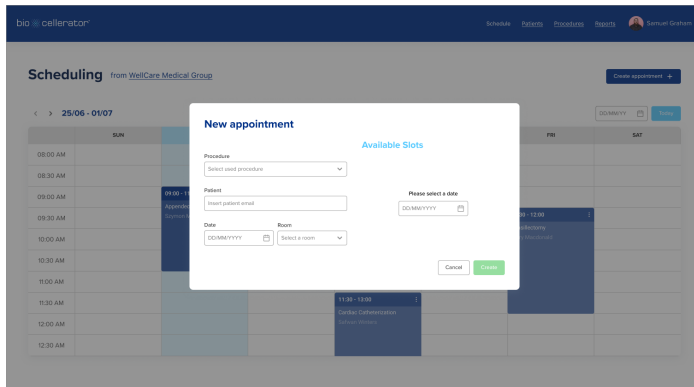 bio cellerator
Schedule Patients Procedures Reports Samuel Graham
Scheduling from WellCare Medical Group
Create appointment +
< > 25/06 - 01/07
DD/MM/YY
Today
SUN
FRI
SAT
08:00 AM
08:30 AM
09:00 AM
09:30 AM
10:00 AM
10:30 AM
11:00 AM
11:30 AM
12:00 AM
12:30 AM
New appointment
Available Slots
Procedure
Select used procedure
Patient
Insert patient email
Date
Room
DD/MM/YYYY
Select a room
Please select a date
DD/MM/YYYY
Cancel
Create
09:00 - 1
Appende
- 12:00
11:30 - 13:00
Cardiac Catheterization